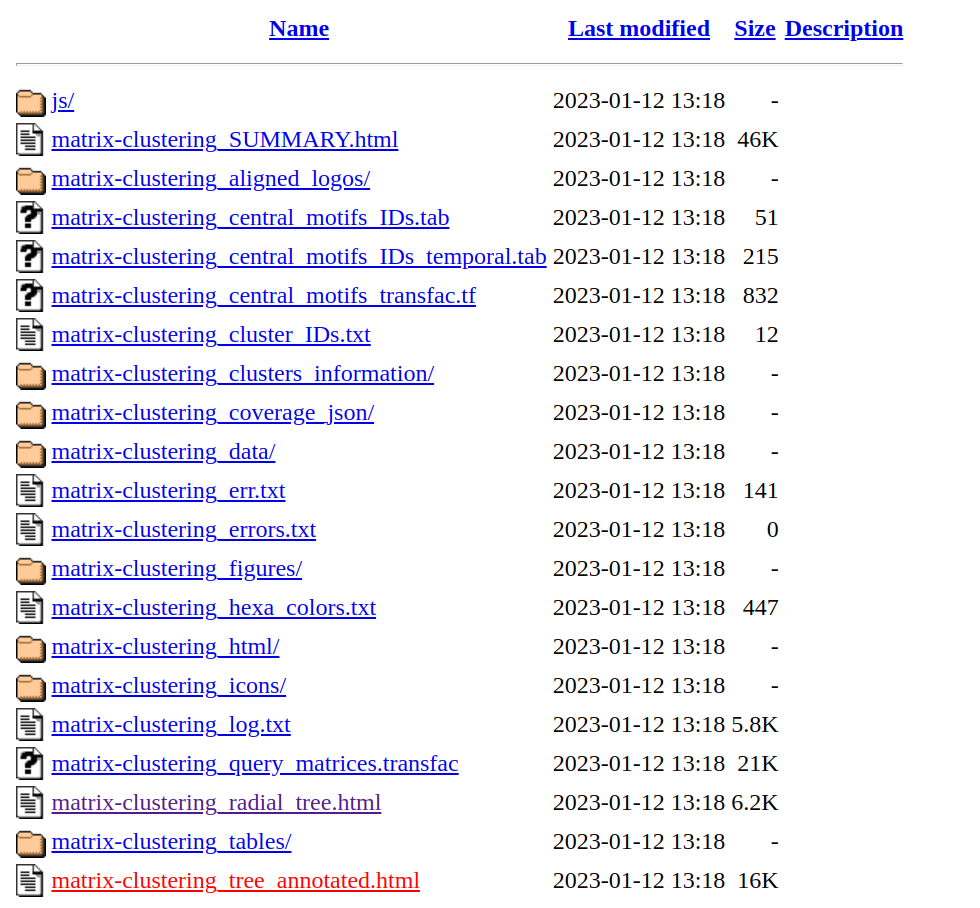 Name Last modified Size Description
js/ 2023-01-12 13:18 -
matrix-clustering_SUMMARY.html 2023-01-12 13:18 46K
matrix-clustering_aligned_logos/ 2023-01-12 13:18 -
matrix-clustering_central_motifs_IDs.tab 2023-01-12 13:18 51
matrix-clustering_central_motifs_IDs_temporal.tab 2023-01-12 13:18 215
matrix-clustering_central_motifs_transfac.tf 2023-01-12 13:18 832
matrix-clustering_cluster_IDs.txt 2023-01-12 13:18 12
matrix-clustering_clusters_information/ 2023-01-12 13:18 -
matrix-clustering_coverage_json/ 2023-01-12 13:18 -
matrix-clustering_data/ 2023-01-12 13:18 -
matrix-clustering_err.txt 2023-01-12 13:18 141
matrix-clustering_errors.txt 2023-01-12 13:18 0
matrix-clustering_figures/ 2023-01-12 13:18 -
matrix-clustering_hexa_colors.txt 2023-01-12 13:18 447
matrix-clustering_html/ 2023-01-12 13:18 -
matrix-clustering_icons/ 2023-01-12 13:18 -
matrix-clustering_log.txt 2023-01-12 13:18 5.8K
matrix-clustering_query_matrices.transfac 2023-01-12 13:18 21K
matrix-clustering_radial_tree.html 2023-01-12 13:18 6.2K
matrix-clustering_tables/ 2023-01-12 13:18 -
matrix-clustering_tree_annotated.html 2023-01-12 13:18 16K